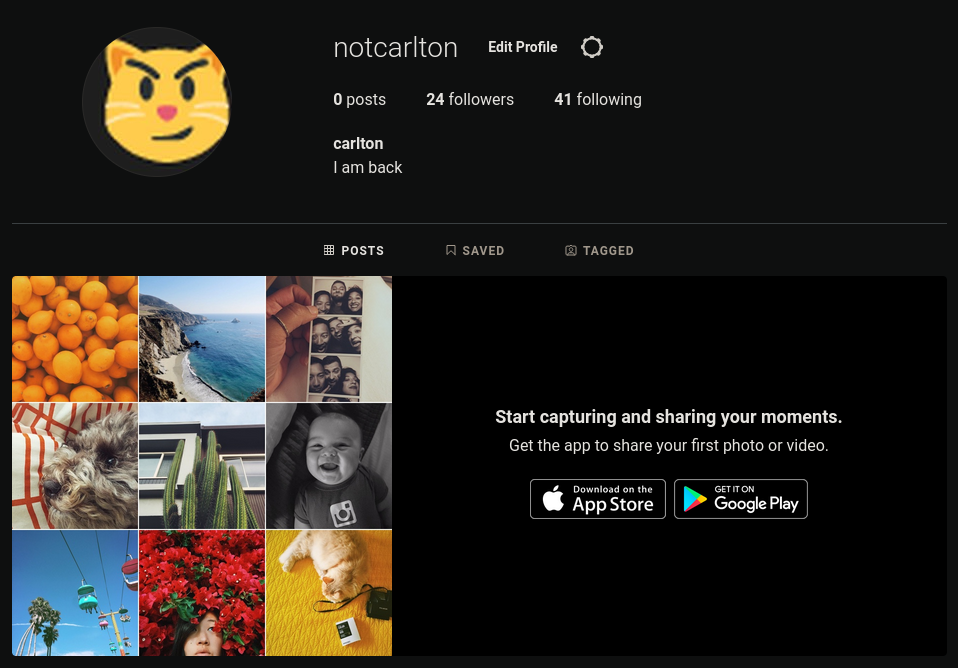 notcarlton Edit Profile
0 posts 24 followers 41 following
carlton
I am back
POSTS SAVED TAGGED
Start capturing and sharing your moments.
Get the app to share your first photo or video.
Download on the App Store
GET IT ON Google Play